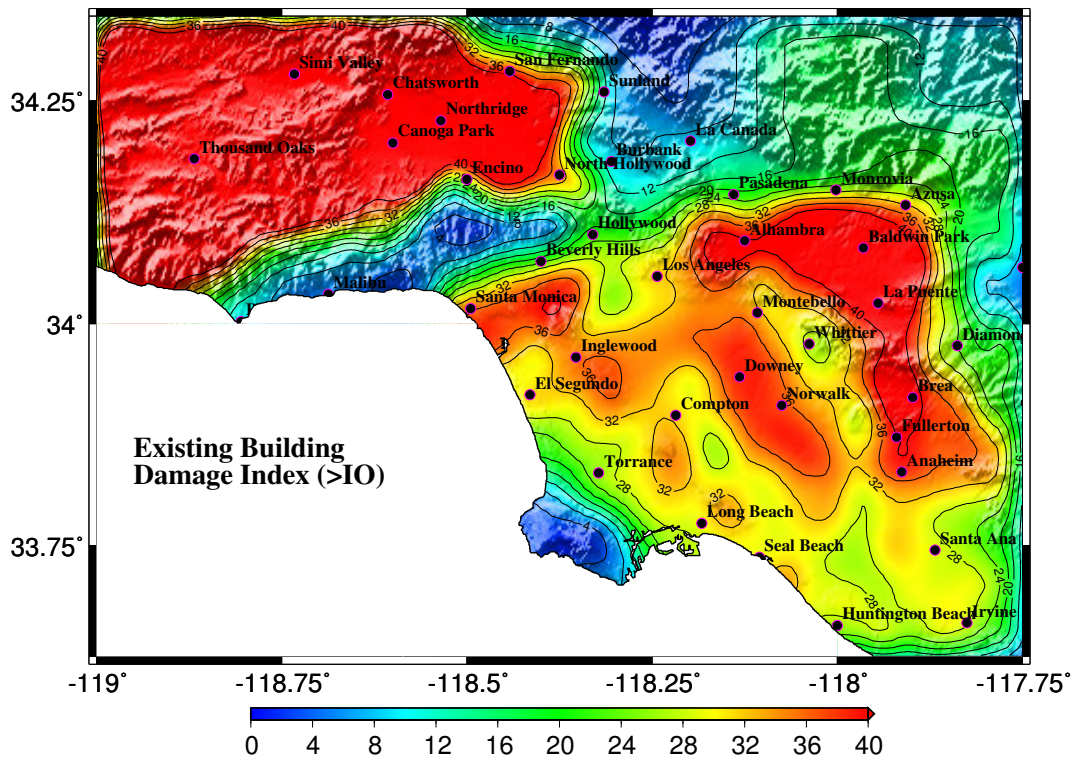 Simi Valley
San Fernando
Chatsworth
Sunland
34.25°
Northridge
Canoga Park
La Canada
Thousand Oaks
Burbank
Encino
North Hollywood
Pasadena
Monrovia
Azusa
Hollywood
Alhambra
Baldwin Park
Beverly Hills
Los Angeles
Malibu
La Puente
Santa Monica
Montebello
34°
Whittier
Diamon
Inglewood
Downey
El Segundo
Norwalk
Brea
Compton
Fullerton
Existing Building
Damage Index (>IO)
Torrance
Anaheim
Long Beach
33.75°
Santa Ana
Seal Beach
Huntington Beach
Irvine
-119° -118.75° -118.5° -118.25° -118° -117.75°
0 4 8 12 16 20 24 28 32 36 40